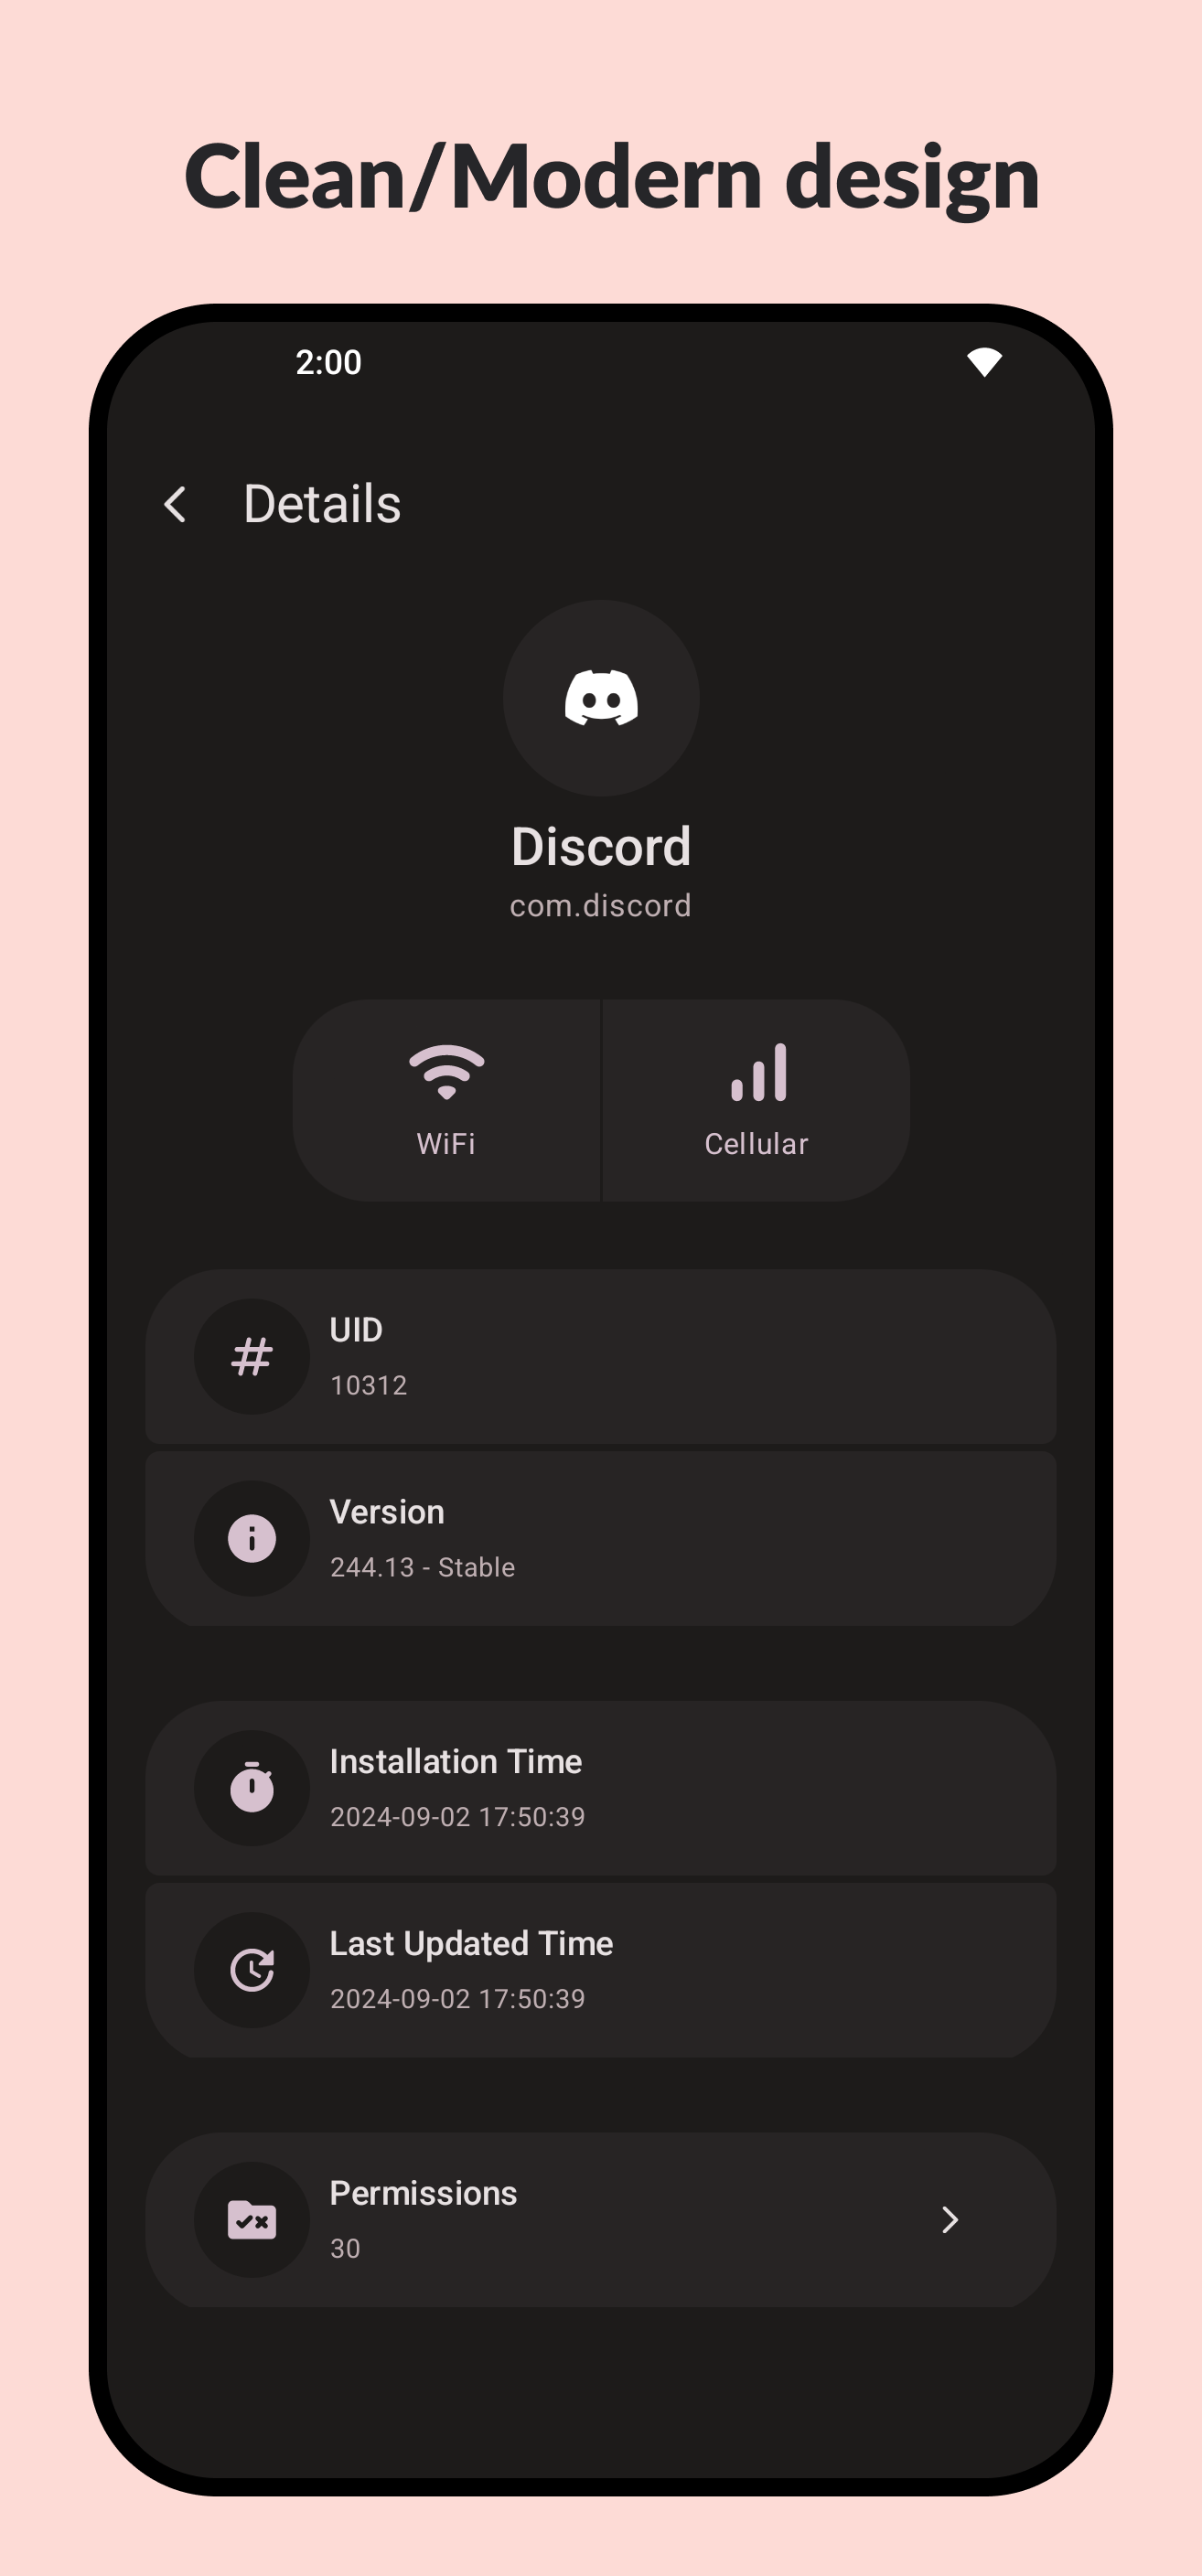 Clean/Modern design
2:00
Details
Discord
com.discord
WiFi
Cellular
UID
10312
Version
244.13 - Stable
Installation Time
2024-09-02 17:50:39
Last Updated Time
2024-09-02 17:50:39
Permissions
30